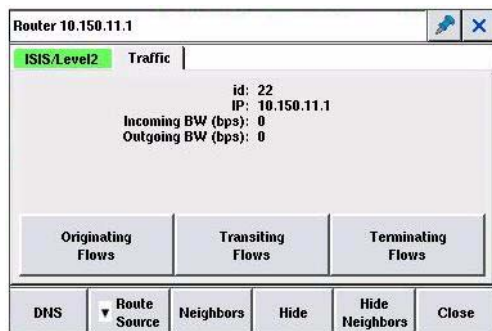 Router 10.150.11.1
ISIS/Level2 Traffic
id: 22
IP: 10.150.11.1
Incoming BW (bps): 0
Outgoing BW (bps): 0
Originating Flows
Transiting Flows
Terminating Flows
DNS
Route Source
Neighbors
Hide
Hide Neighbors
Close